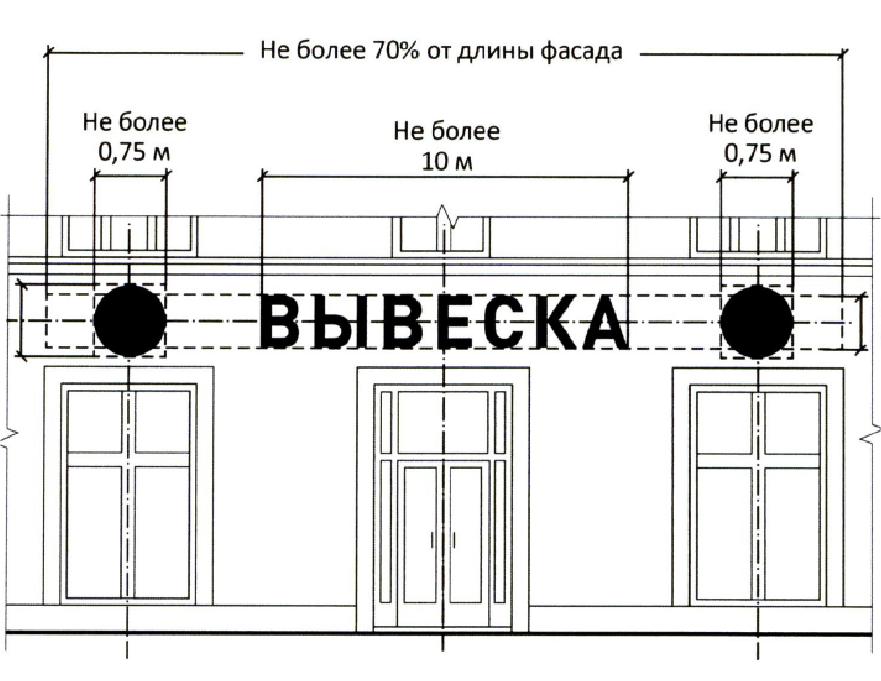 Не более 70% от длины фасада
Не более
0,75 м
Не более
10 м
Не более
0,75 м
ВЫВЕСКА